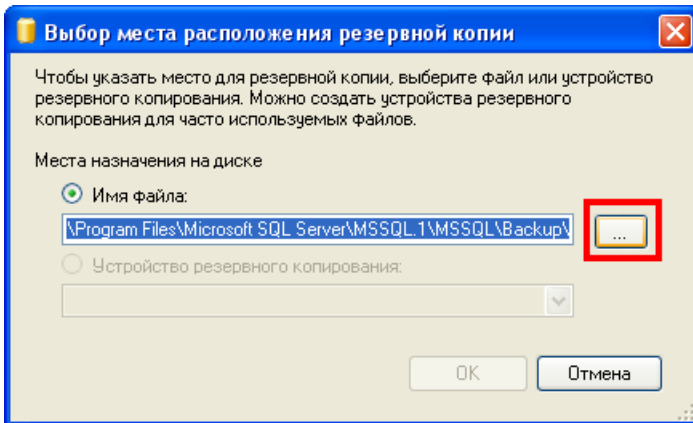 Выбор места расположения резервной копии
Чтобы указать место для резервной копии, выберите файл или устройство
резервного копирования. Можно создать устройства резервного
копирования для часто используемых файлов.
Места назначения на диске
Имя файла:
\Program Files\Microsoft SQL Server\MSSQL.1\MSSQL\Backup\
...
Устройство резервного копирования:
OK
Отмена